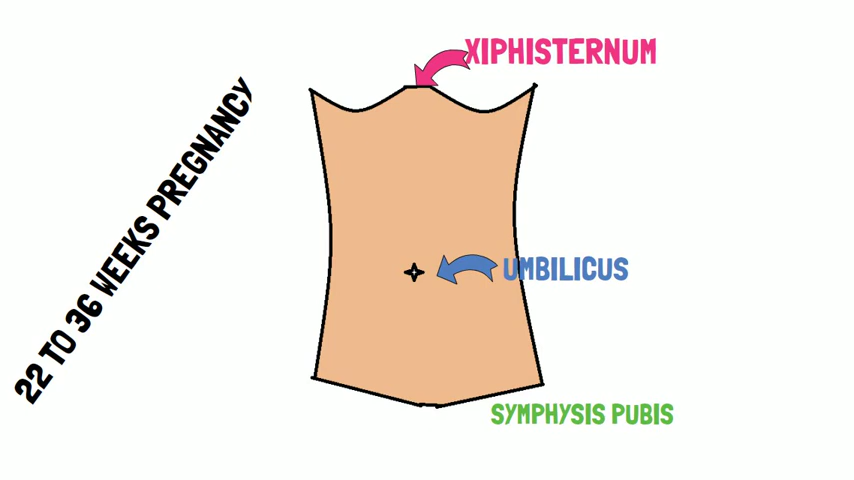 XIPHISTERNUM
22 TO 36 WEEKS PREGNANCY
UMBILICUS
SYMPHYSIS PUBIS